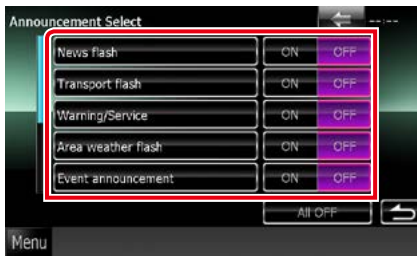 Announcement Select --:--
News flash ON OFF
Transport flash ON OFF
Warning/Service ON OFF
Area weather flash ON OFF
Event announcement ON OFF
All OFF
Menu